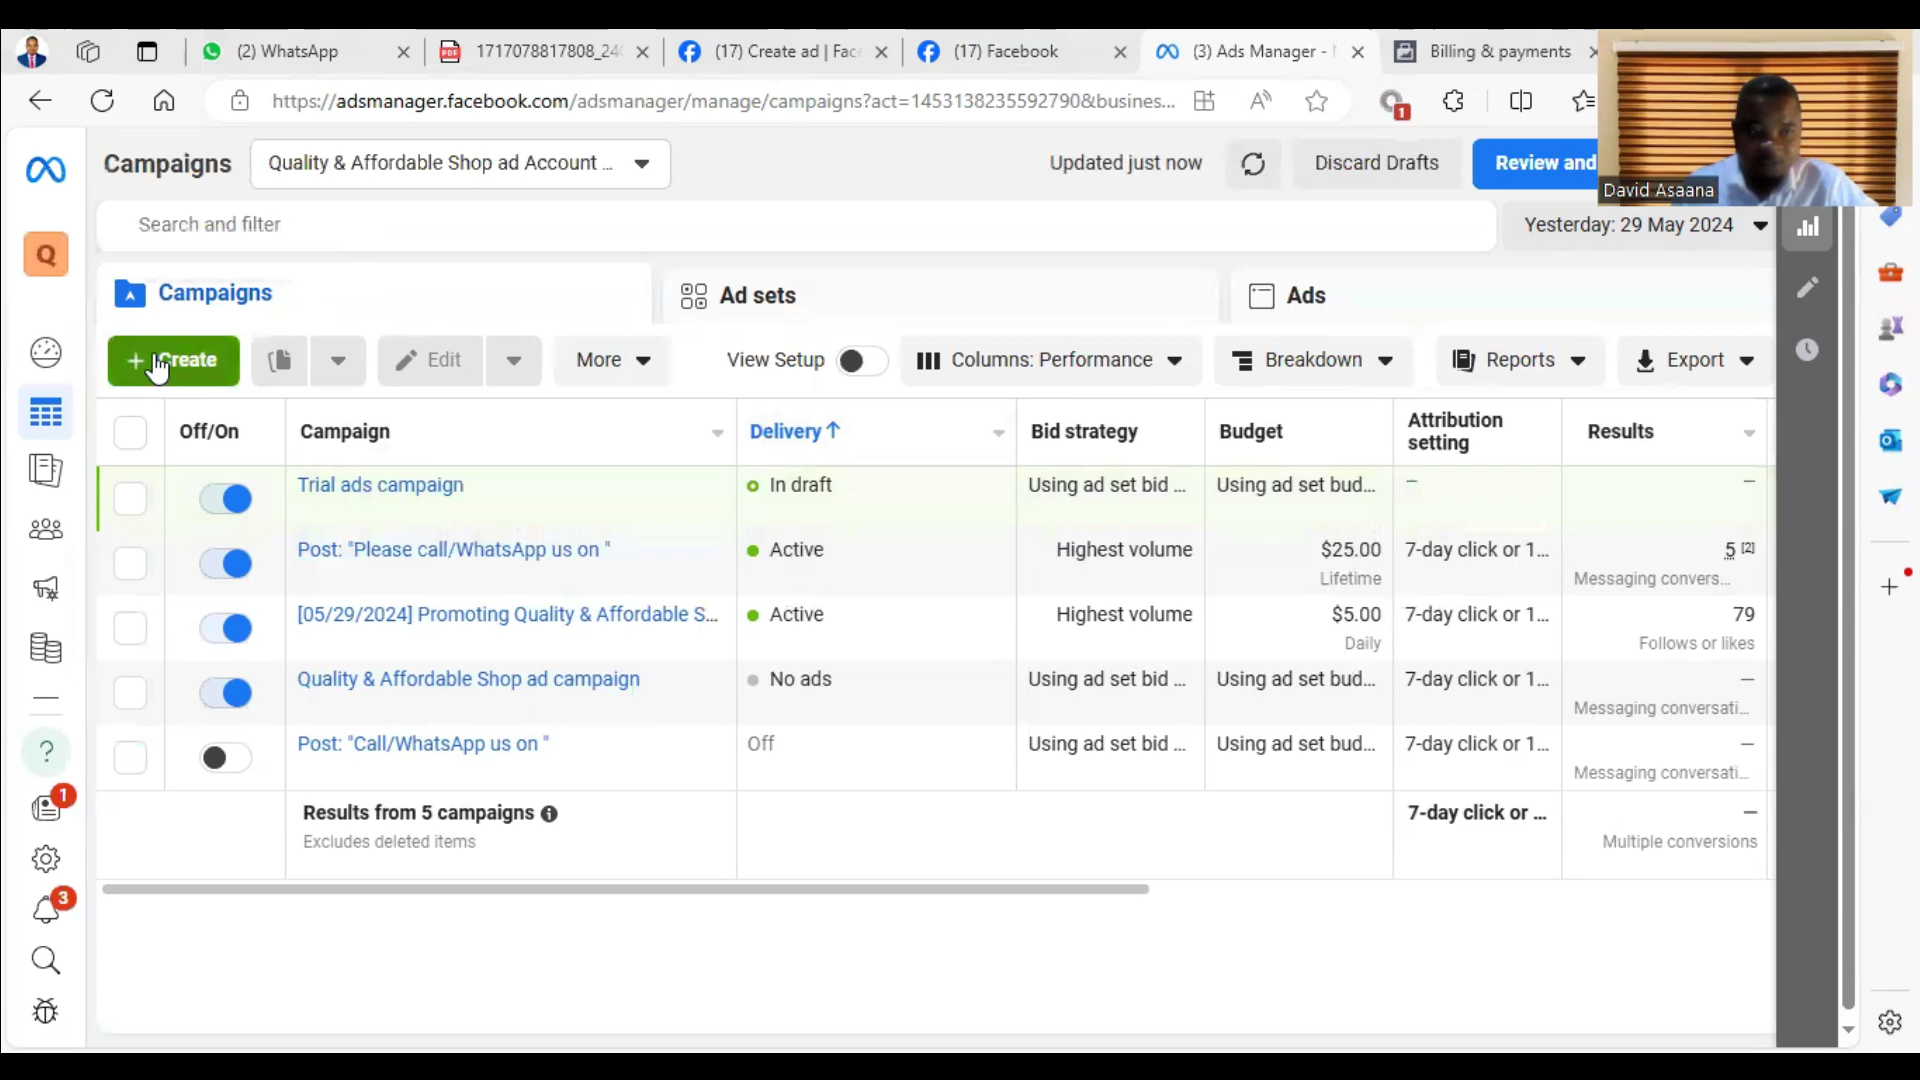 (2) WhatsApp
1717078817808_24
(17) Create ad | Fac
(17) Facebook
(3) Ads Manager -
Billing & payments
https://adsmanager.facebook.com/adsmanager/manage/campaigns?act=1453138235592790&busines...
1
David Asaana
Campaigns
Quality & Affordable Shop ad Account ...
Updated just now
Discard Drafts
Review and
Search and filter
Yesterday: 29 May 2024
Q
Campaigns
Ad sets
Ads
+ Create
Edit
More
View Setup
Columns: Performance
Breakdown
Reports
Export
Off/On
Campaign
Delivery ↑
Bid strategy
Budget
Attribution setting
Results
Trial ads campaign
In draft
Using ad set bid ...
Using ad set bud...
–
—
Post: "Please call/WhatsApp us on "
Active
Highest volume
$25.00
Lifetime
7-day click or 1...
5 [2]
Messaging convers...
[05/29/2024] Promoting Quality & Affordable S...
Active
Highest volume
$5.00
Daily
7-day click or 1...
79
Follows or likes
Quality & Affordable Shop ad campaign
No ads
Using ad set bid ...
Using ad set bud...
7-day click or 1...
—
Messaging conversati...
Post: "Call/WhatsApp us on "
Off
Using ad set bid ...
Using ad set bud...
7-day click or 1...
—
Messaging conversati...
Results from 5 campaigns
Excludes deleted items
7-day click or ...
—
Multiple conversions
?
1
3